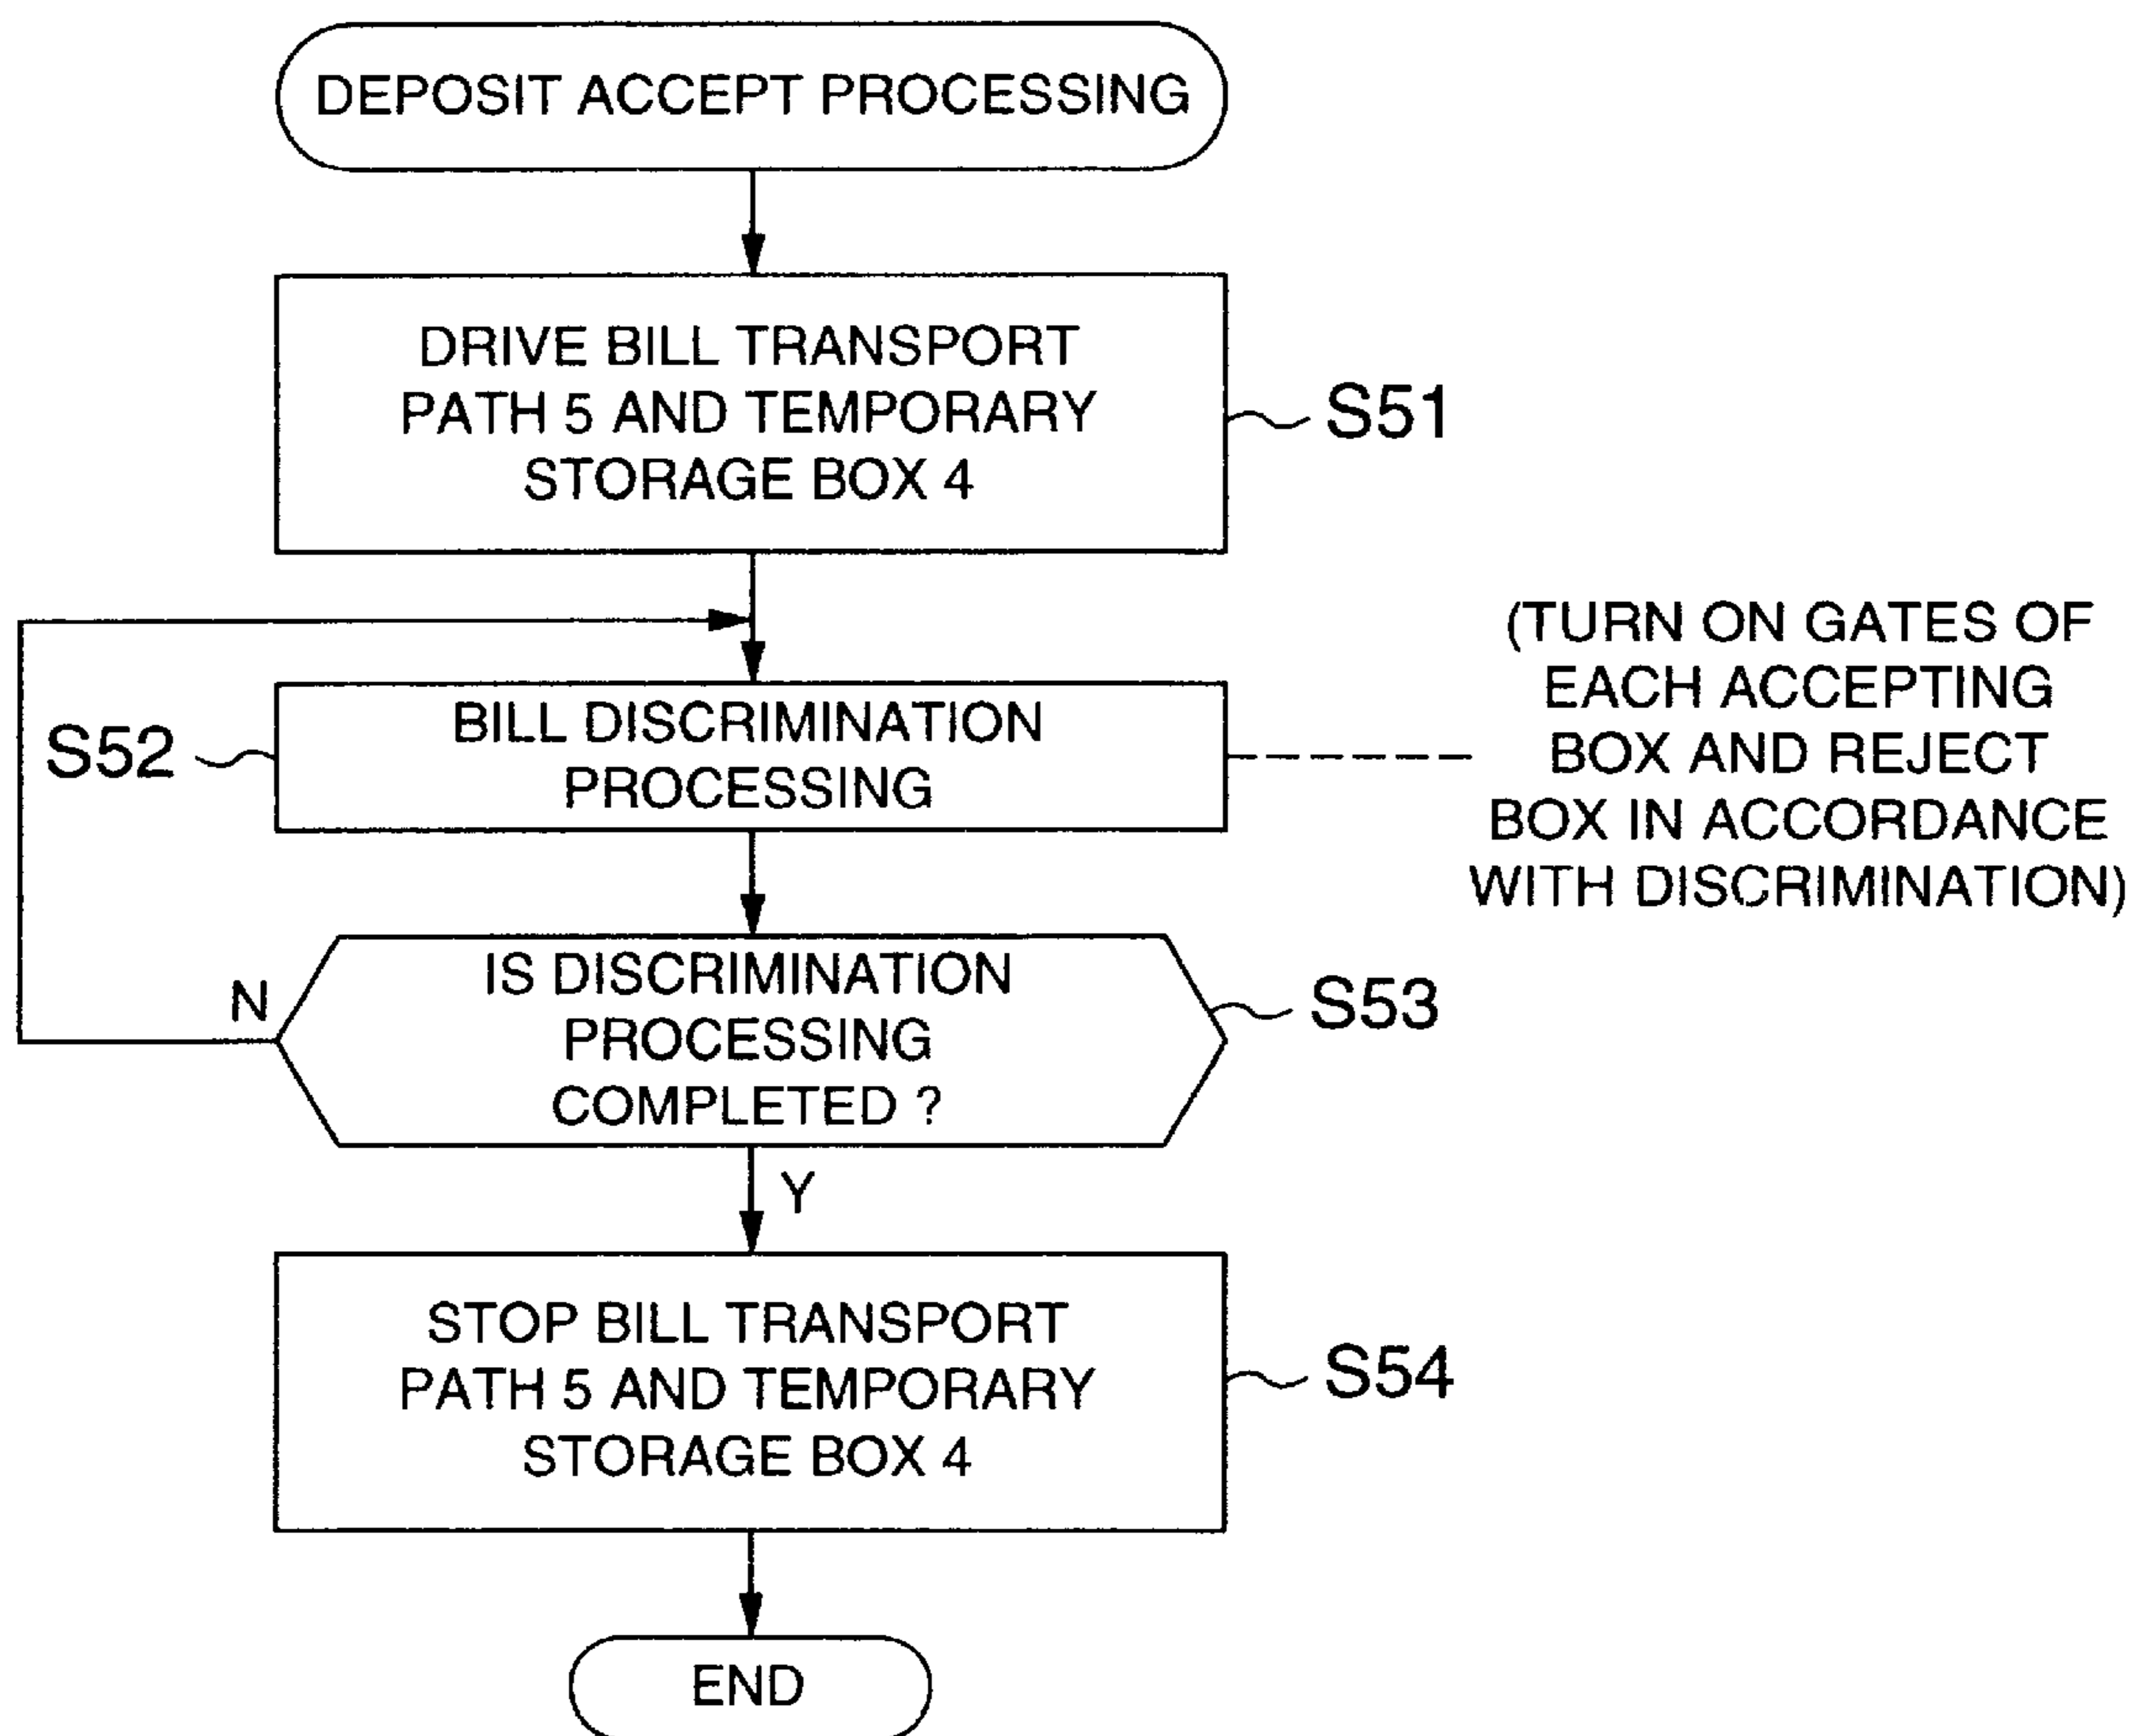 DEPOSIT ACCEPT PROCESSING
DRIVE BILL TRANSPORT
PATH 5 AND TEMPORARY
STORAGE BOX 4
S51
S52
BILL DISCRIMINATION
PROCESSING
(TURN ON GATES OF
EACH ACCEPTING
BOX AND REJECT
BOX IN ACCORDANCE
WITH DISCRIMINATION)
N
IS DISCRIMINATION
PROCESSING
COMPLETED ?
S53
Y
STOP BILL TRANSPORT
PATH 5 AND TEMPORARY
STORAGE BOX 4
S54
END